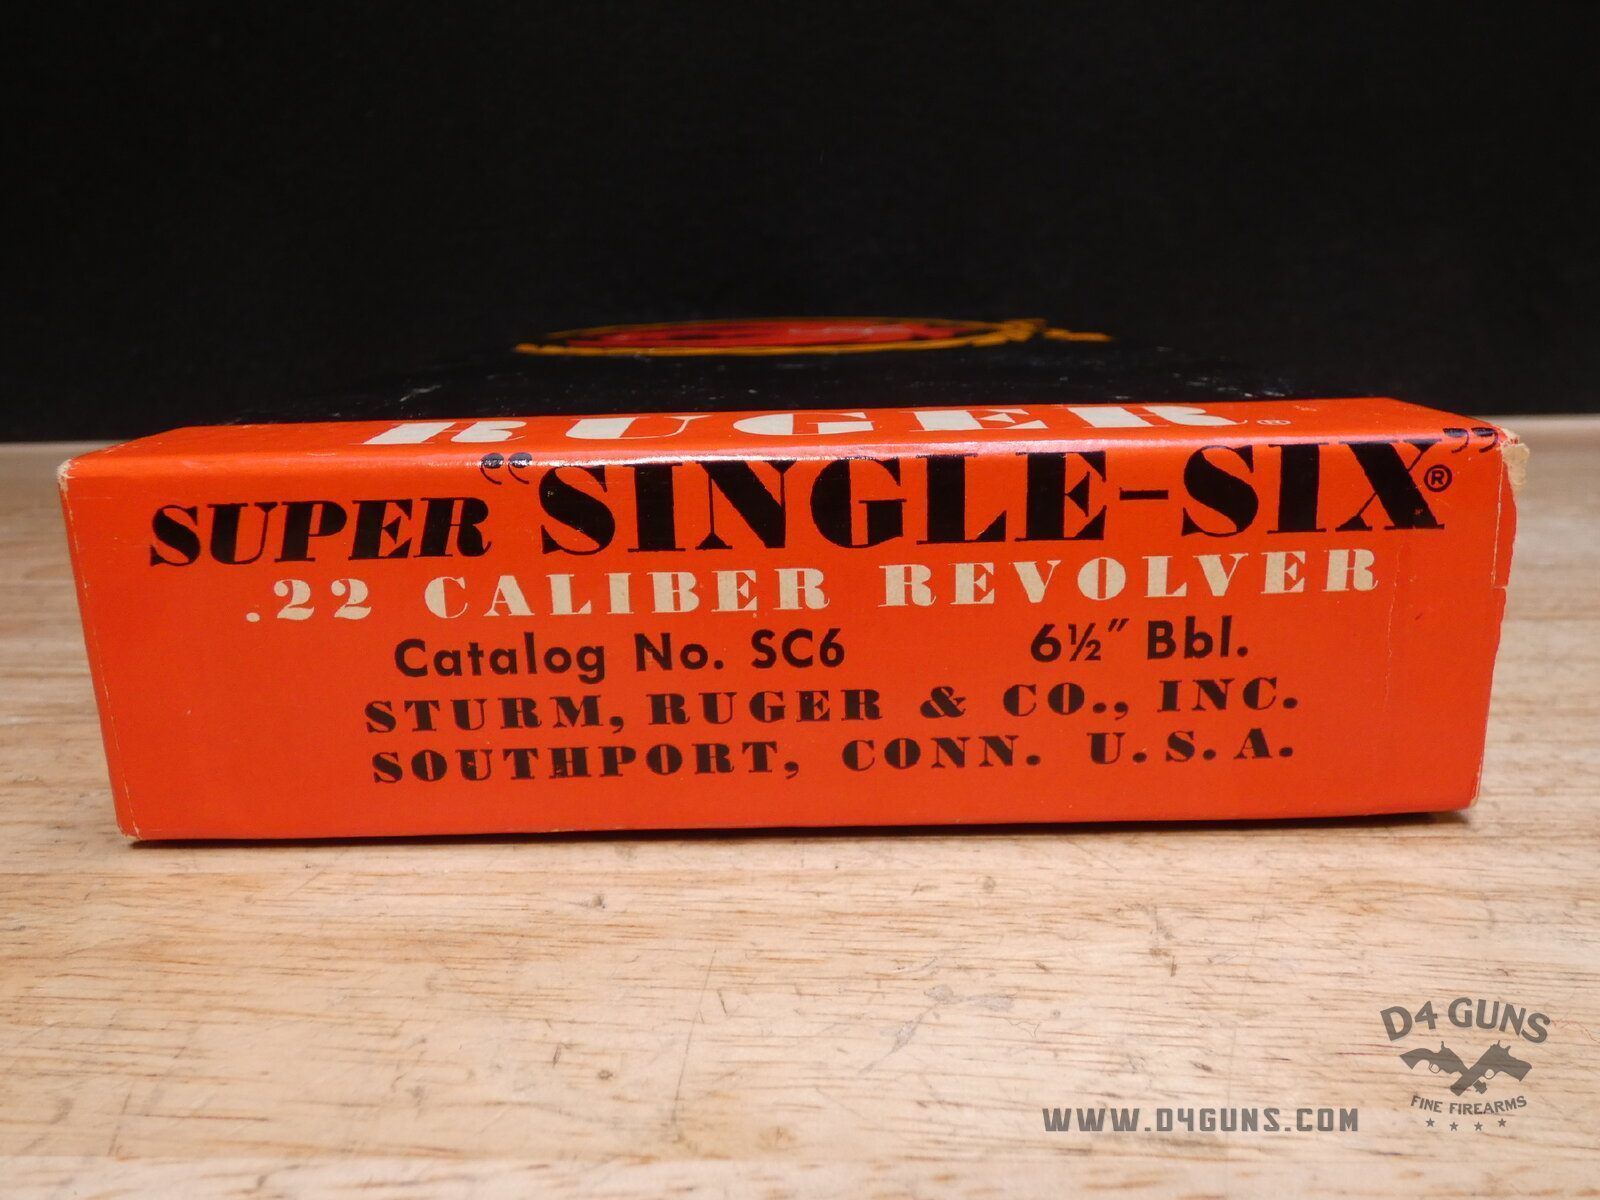 RUGER®
SUPER “SINGLE-SIX”®
.22 CALIBER REVOLVER
Catalog No. SC6 6½" Bbl.
STURM, RUGER & CO., INC.
SOUTHPORT, CONN. U.S.A.
D4 GUNS
FINE FIREARMS
WWW.D4GUNS.COM